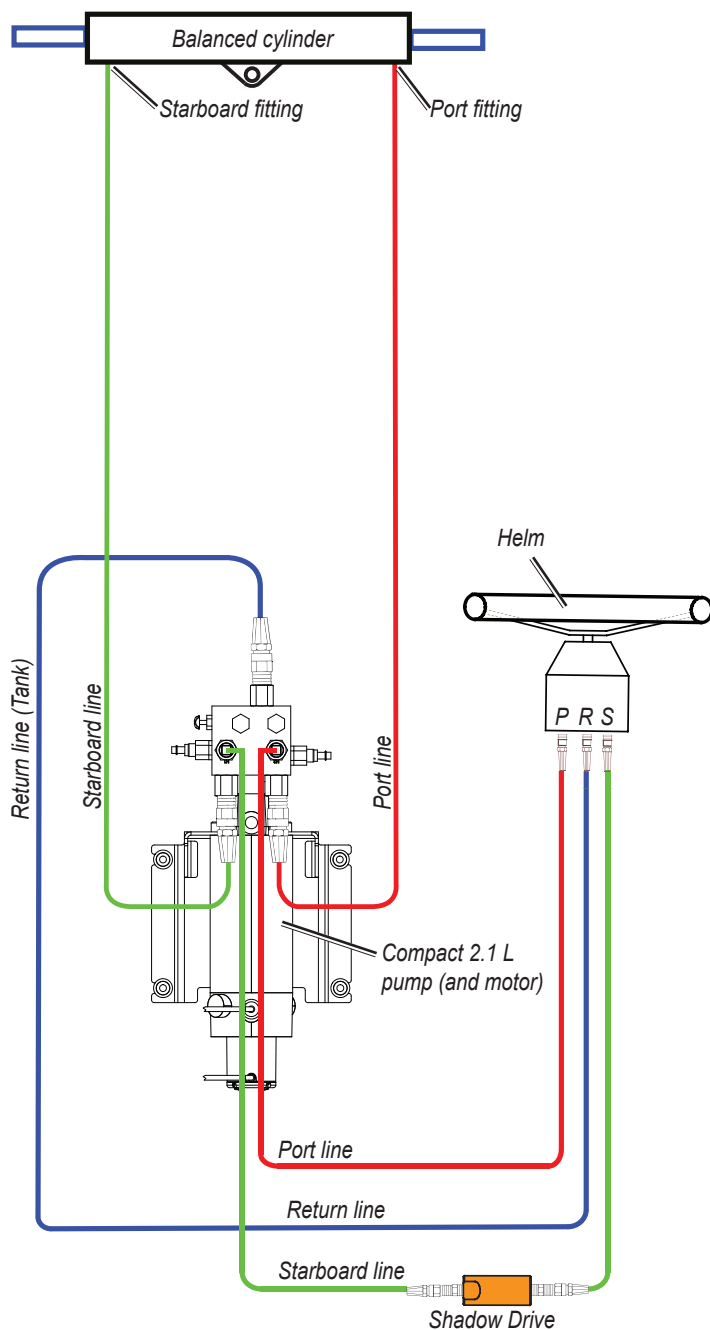 Balanced cylinder
Starboard fitting
Port fitting
Helm
P R S
Return line (Tank)
Starboard line
Port line
Compact 2.1 L
pump (and motor)
Port line
Return line
Starboard line
Shadow Drive